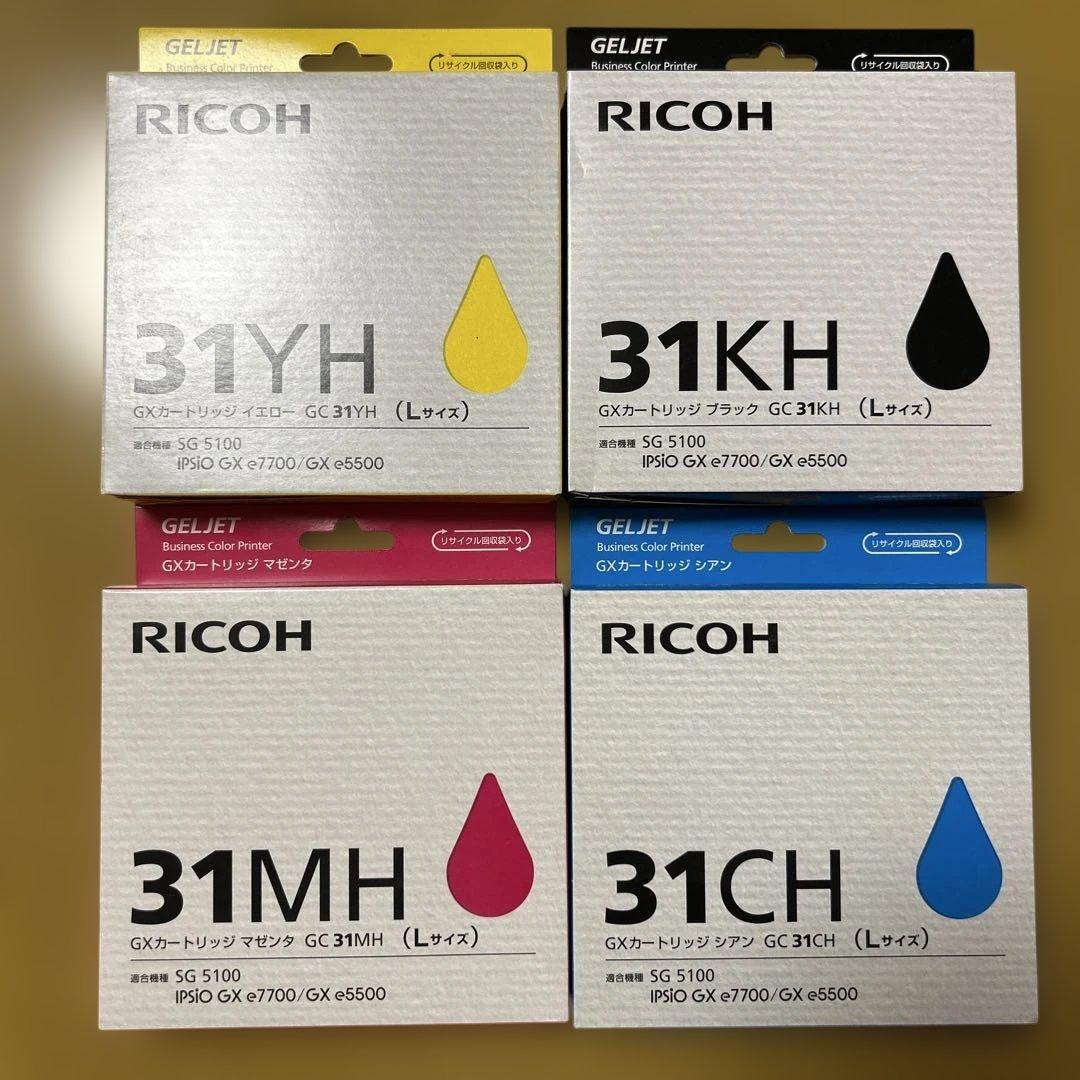 GELJET
Business Color Printer
リサイクル回収袋入り
RICOH
31YH
GXカートリッジ イエロー GC 31YH (Lサイズ)
適合機種 SG 5100
IPSiO GX e7700/GX e5500
GELJET
Business Color Printer
リサイクル回収袋入り
RICOH
31KH
GXカートリッジ ブラック GC 31KH (Lサイズ)
適合機種 SG 5100
IPSiO GX e7700/GX e5500
GELJET
Business Color Printer
GXカートリッジ マゼンタ
リサイクル回収袋入り
RICOH
31MH
GXカートリッジ マゼンタ GC 31MH (Lサイズ)
適合機種 SG 5100
IPSiO GX e7700/GX e5500
GELJET
Business Color Printer
GXカートリッジ シアン
リサイクル回収袋入り
RICOH
31CH
GXカートリッジ シアン GC 31CH (Lサイズ)
適合機種 SG 5100
IPSiO GX e7700/GX e5500